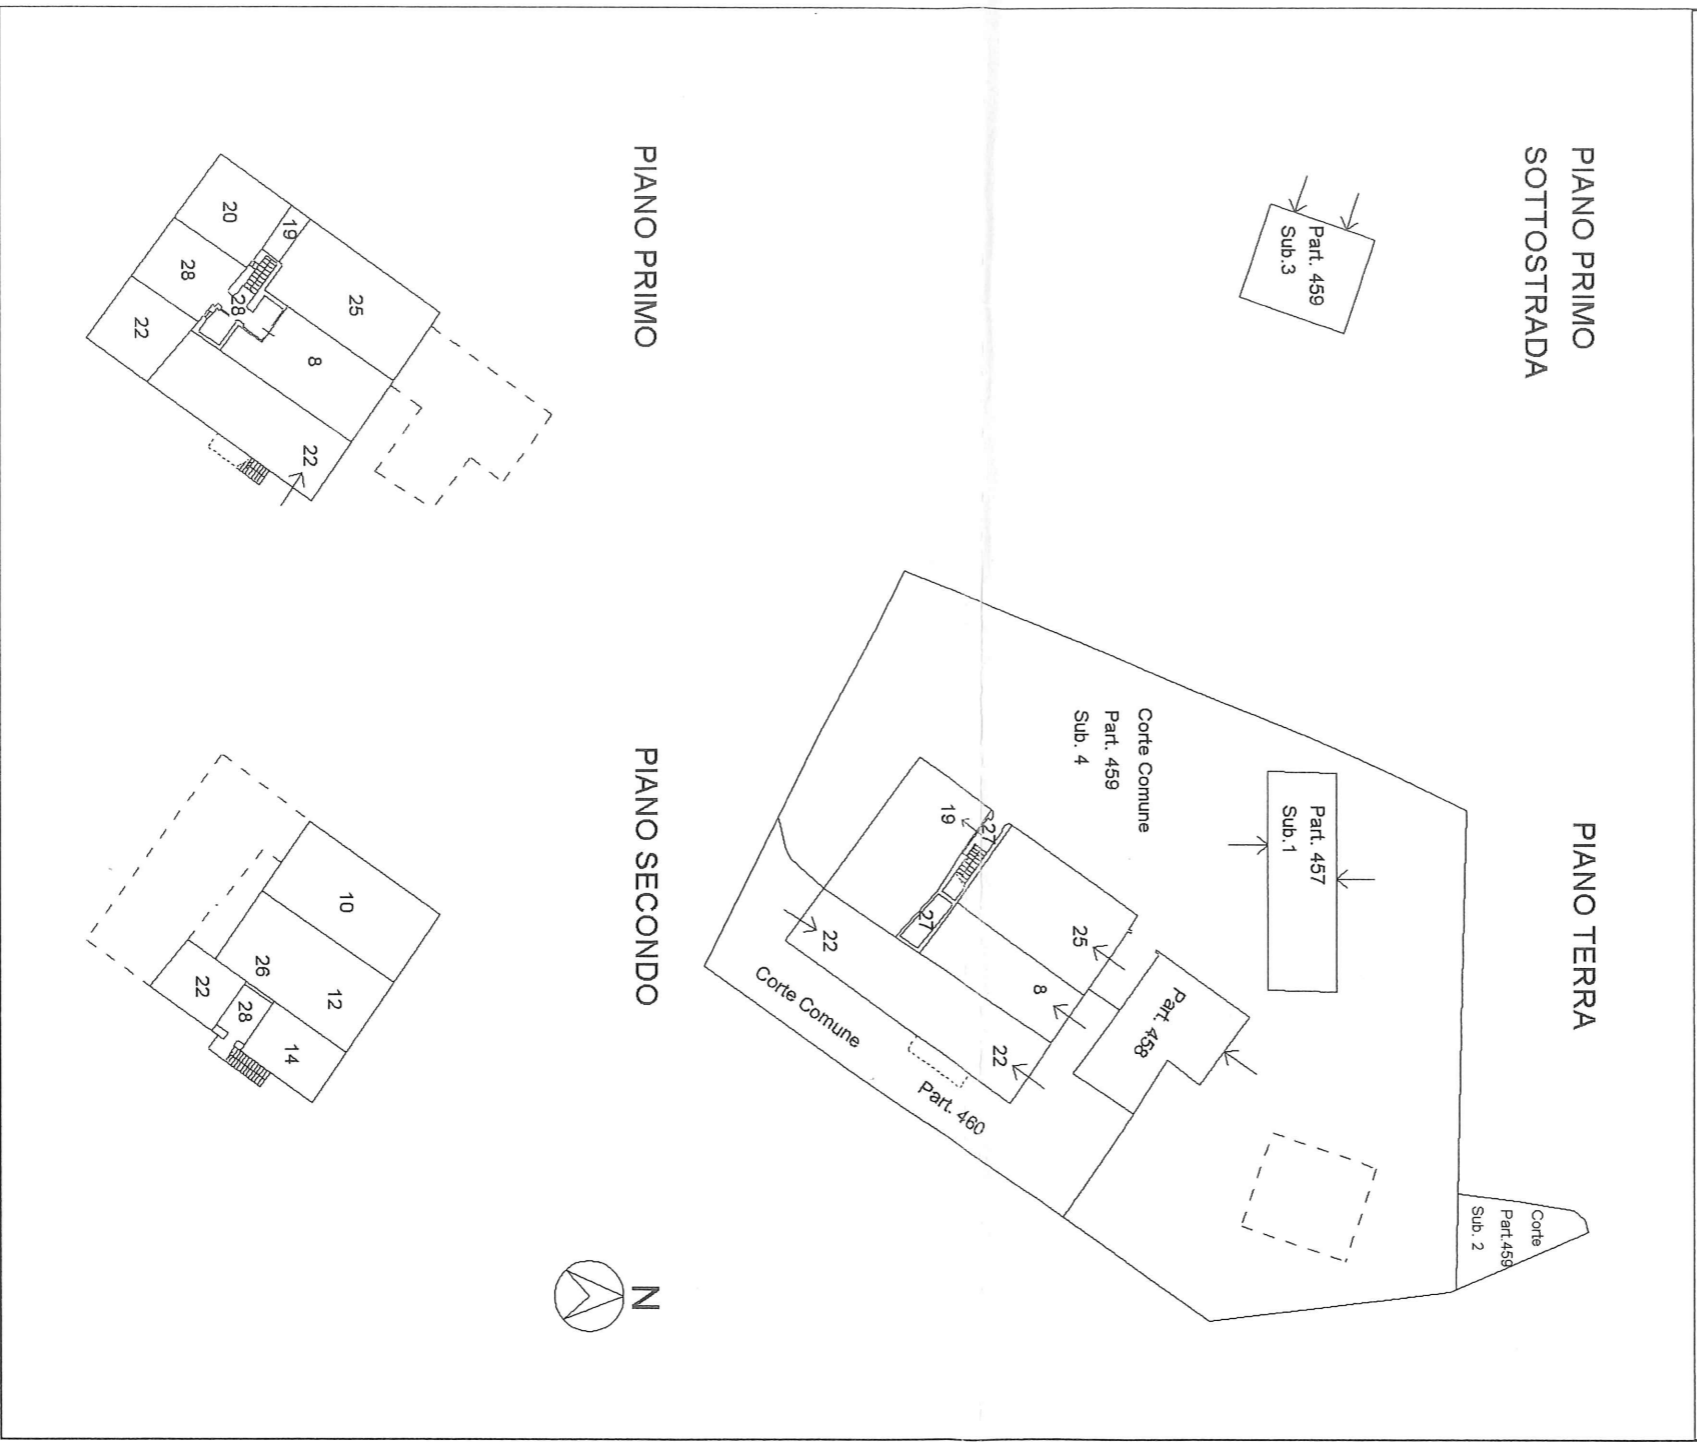 PIANO PRIMO
SOTTOSTRADA
Part. 459
Sub.3
PIANO TERRA
Part. 457
Sub.1
Corte
Part.459
Sub. 2
Corte Comune
Part. 459
Sub. 4
Part. 458
19
27
27
25
8
22
22
Corte Comune
Part. 460
PIANO PRIMO
20
19
28
28
25
22
8
22
PIANO SECONDO
10
12
26
22
28
14
N